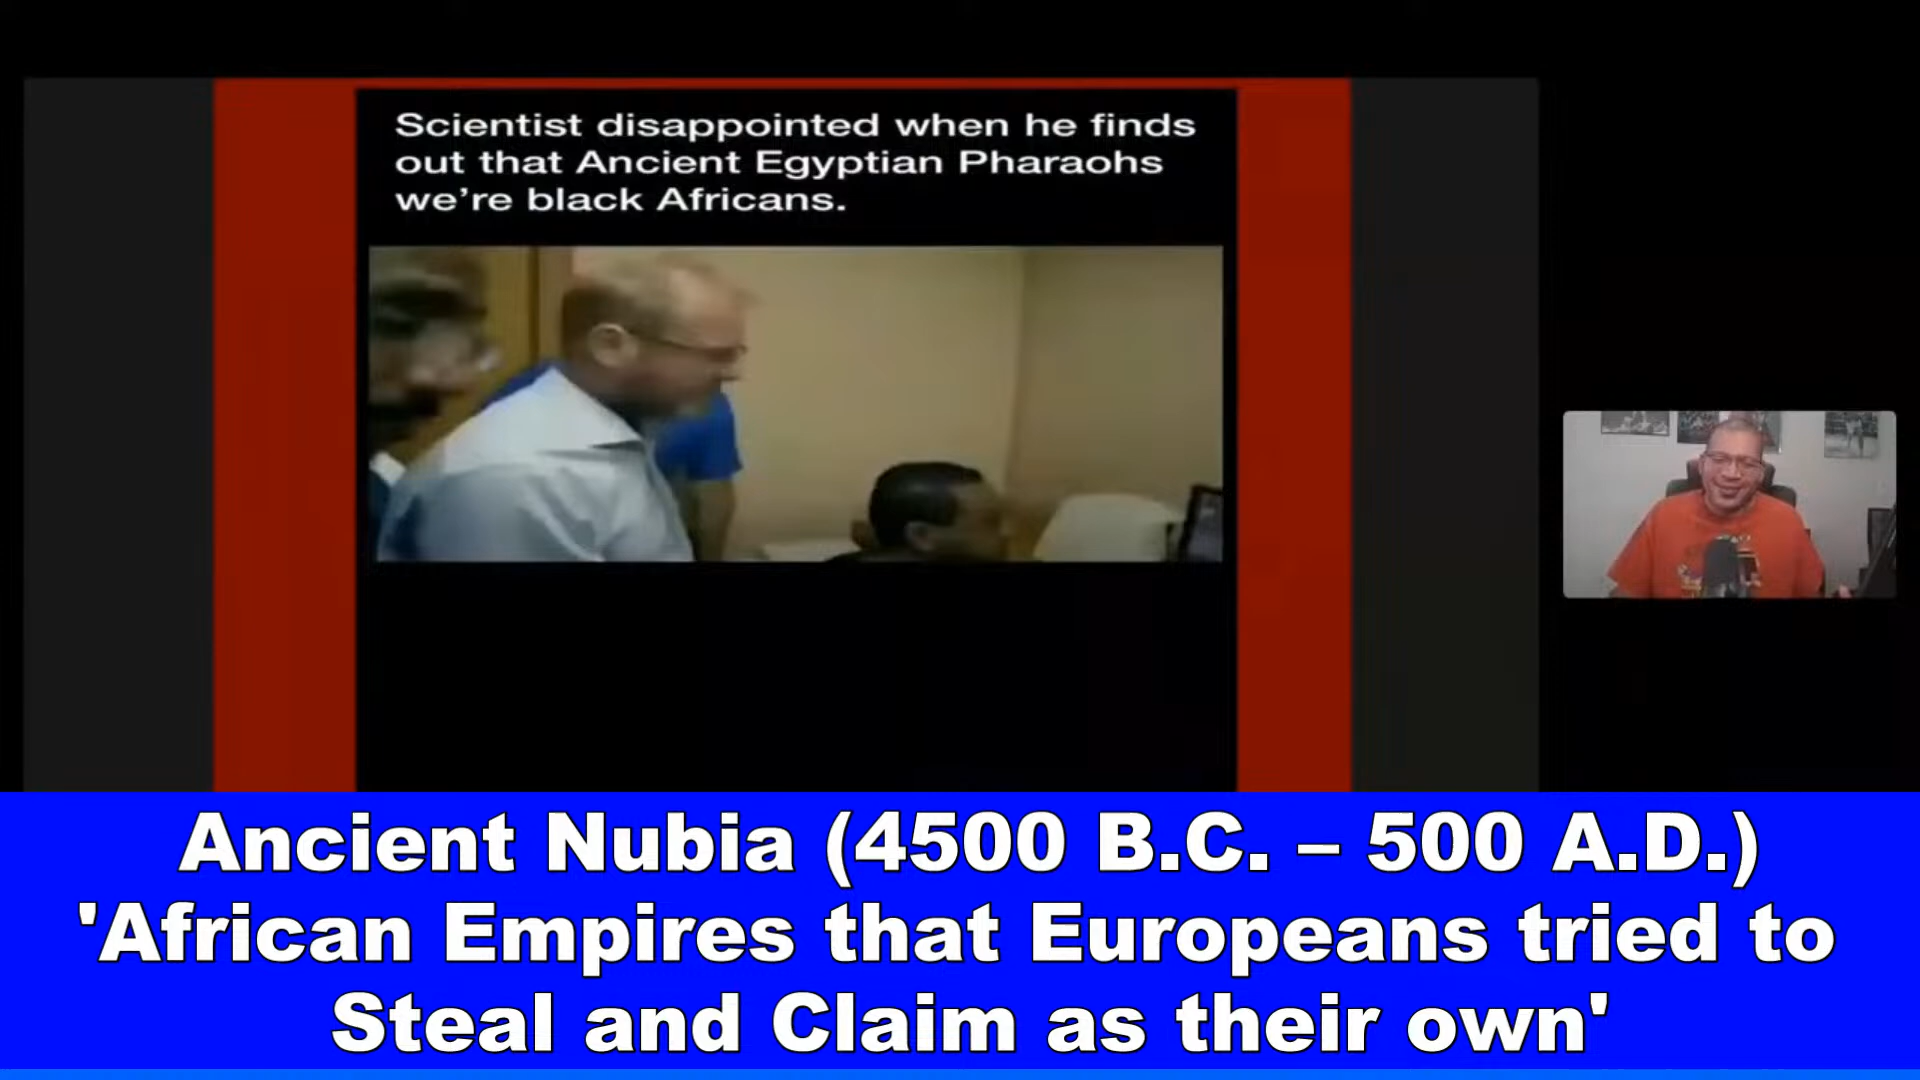 Scientist disappointed when he finds
out that Ancient Egyptian Pharaohs
we're black Africans.
Ancient Nubia (4500 B.C. – 500 A.D.)
'African Empires that Europeans tried to
Steal and Claim as their own'